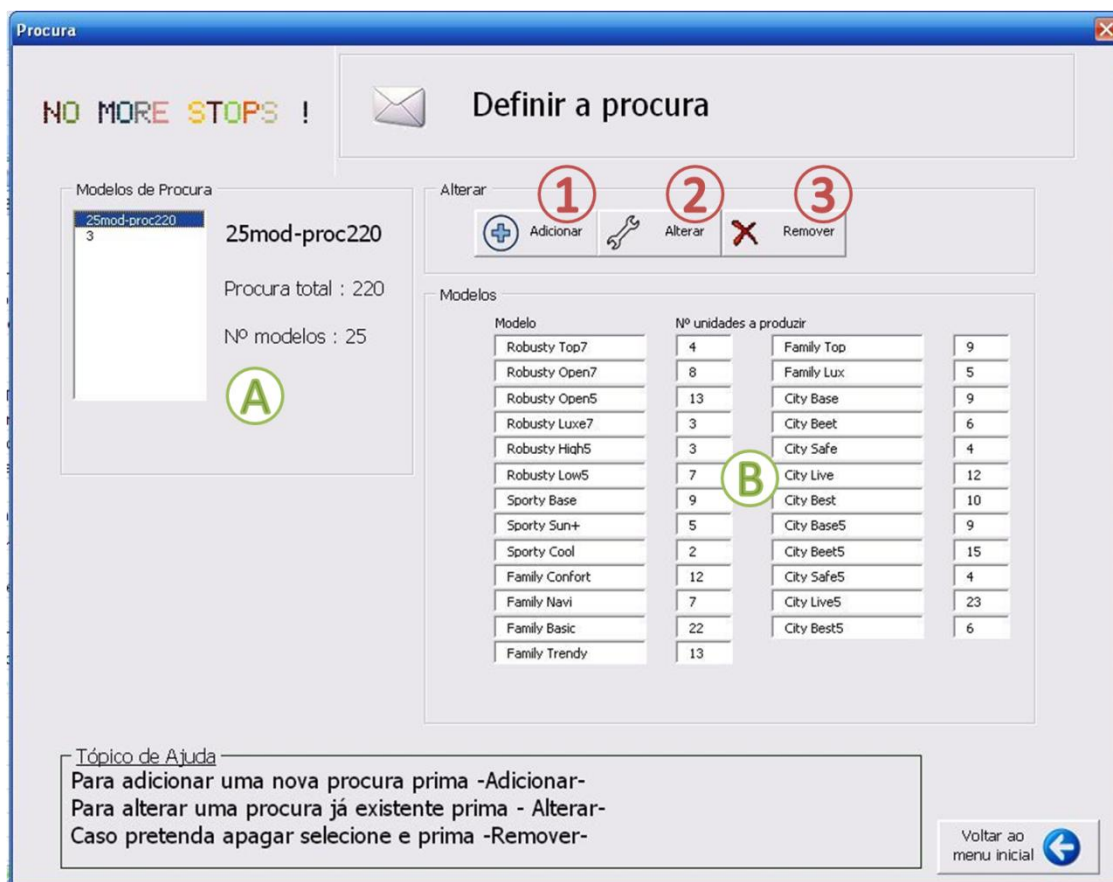 Procura
NO MORE STOPS !
Definir a procura
Modelos de Procura
25mod-proc220
3
25mod-proc220
Procura total : 220
Nº modelos : 25
A
Alterar
1 2 3
Adicionar Alterar Remover
Modelos
Modelo Nº unidades a produzir
Robusty Top7 4 Family Top 9
Robusty Open7 8 Family Lux 5
Robusty Open5 13 City Base 9
Robusty Luxe7 3 City Beet 6
Robusty High5 3 City Safe 4
Robusty Low5 7 City Live 12
B
Sporty Base 9 City Best 10
Sporty Sun+ 5 City Base5 9
Sporty Cool 2 City Beet5 15
Family Confort 12 City Safe5 4
Family Navi 7 City Live5 23
Family Basic 22 City Best5 6
Family Trendy 13
Tópico de Ajuda
Para adicionar uma nova procura prima -Adicionar-
Para alterar uma procura já existente prima - Alterar-
Caso pretenda apagar selecione e prima -Remover-
Voltar ao
menu inicial